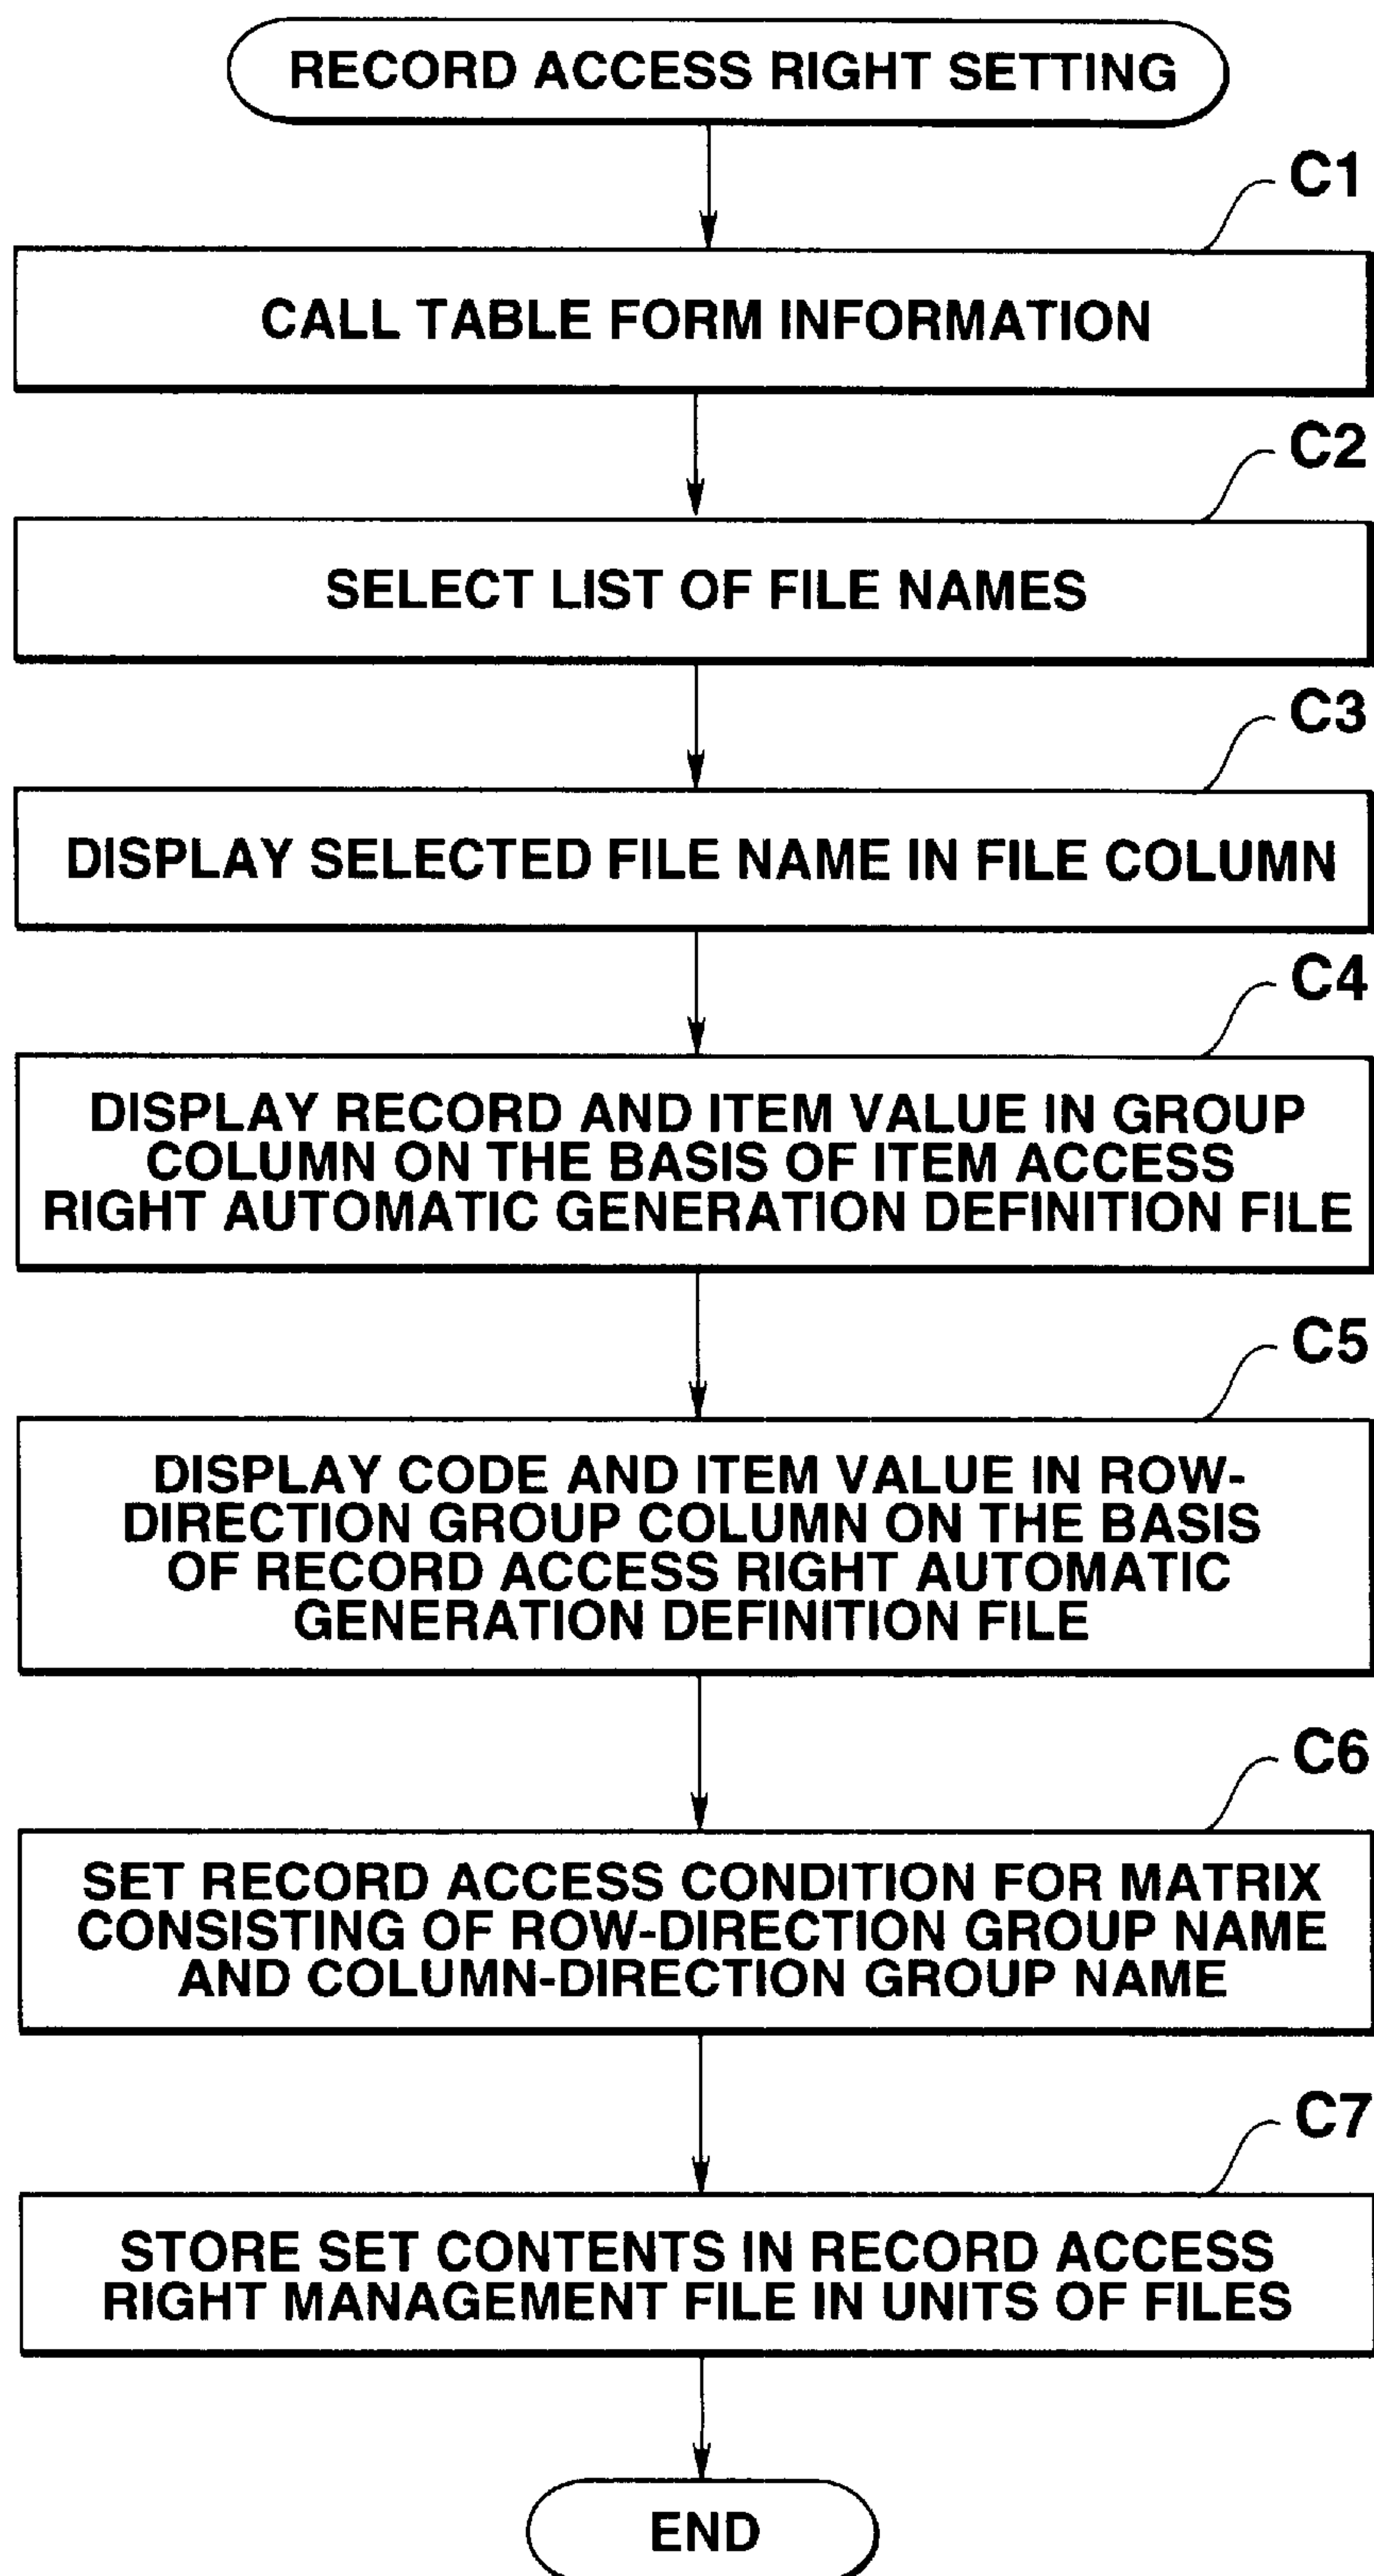 RECORD ACCESS RIGHT SETTING
C1
CALL TABLE FORM INFORMATION
C2
SELECT LIST OF FILE NAMES
C3
DISPLAY SELECTED FILE NAME IN FILE COLUMN
C4
DISPLAY RECORD AND ITEM VALUE IN GROUP
COLUMN ON THE BASIS OF ITEM ACCESS
RIGHT AUTOMATIC GENERATION DEFINITION FILE
C5
DISPLAY CODE AND ITEM VALUE IN ROW-
DIRECTION GROUP COLUMN ON THE BASIS
OF RECORD ACCESS RIGHT AUTOMATIC
GENERATION DEFINITION FILE
C6
SET RECORD ACCESS CONDITION FOR MATRIX
CONSISTING OF ROW-DIRECTION GROUP NAME
AND COLUMN-DIRECTION GROUP NAME
C7
STORE SET CONTENTS IN RECORD ACCESS
RIGHT MANAGEMENT FILE IN UNITS OF FILES
END